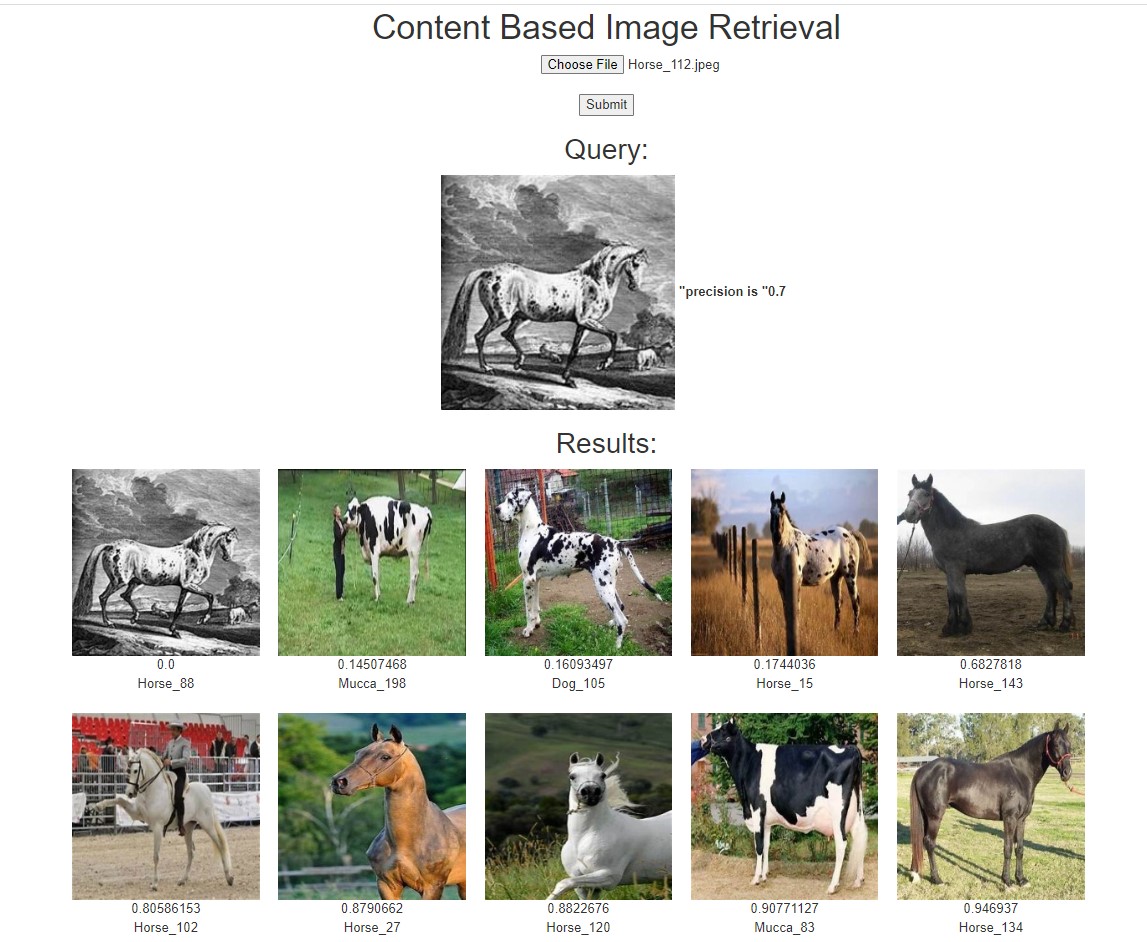 Content Based Image Retrieval
Choose File Horse_112.jpeg
Submit
Query:
"precision is "0.7
Results:
0.0 0.14507468 0.16093497 0.1744036 0.6827818
Horse_88 Mucca_198 Dog_105 Horse_15 Horse_143
0.80586153 0.8790662 0.8822676 0.90771127 0.946937
Horse_102 Horse_27 Horse_120 Mucca_83 Horse_134